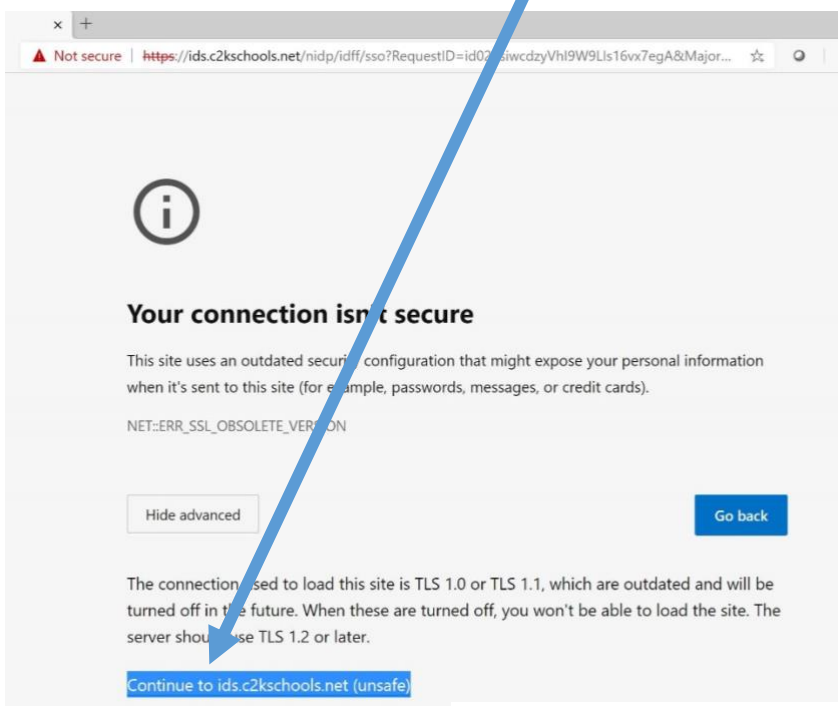 × +
Not secure | https://ids.c2kschools.net/nidp/idff/sso?RequestID=id02 siwcdzyVhI9W9LIs16vx7egA&Major...
Your connection isn't secure
This site uses an outdated security configuration that might expose your personal information
when it's sent to this site (for example, passwords, messages, or credit cards).
NET::ERR_SSL_OBSOLETE_VERSION
Hide advanced
Go back
The connection used to load this site is TLS 1.0 or TLS 1.1, which are outdated and will be
turned off in the future. When these are turned off, you won't be able to load the site. The
server should use TLS 1.2 or later.
Continue to ids.c2kschools.net (unsafe)